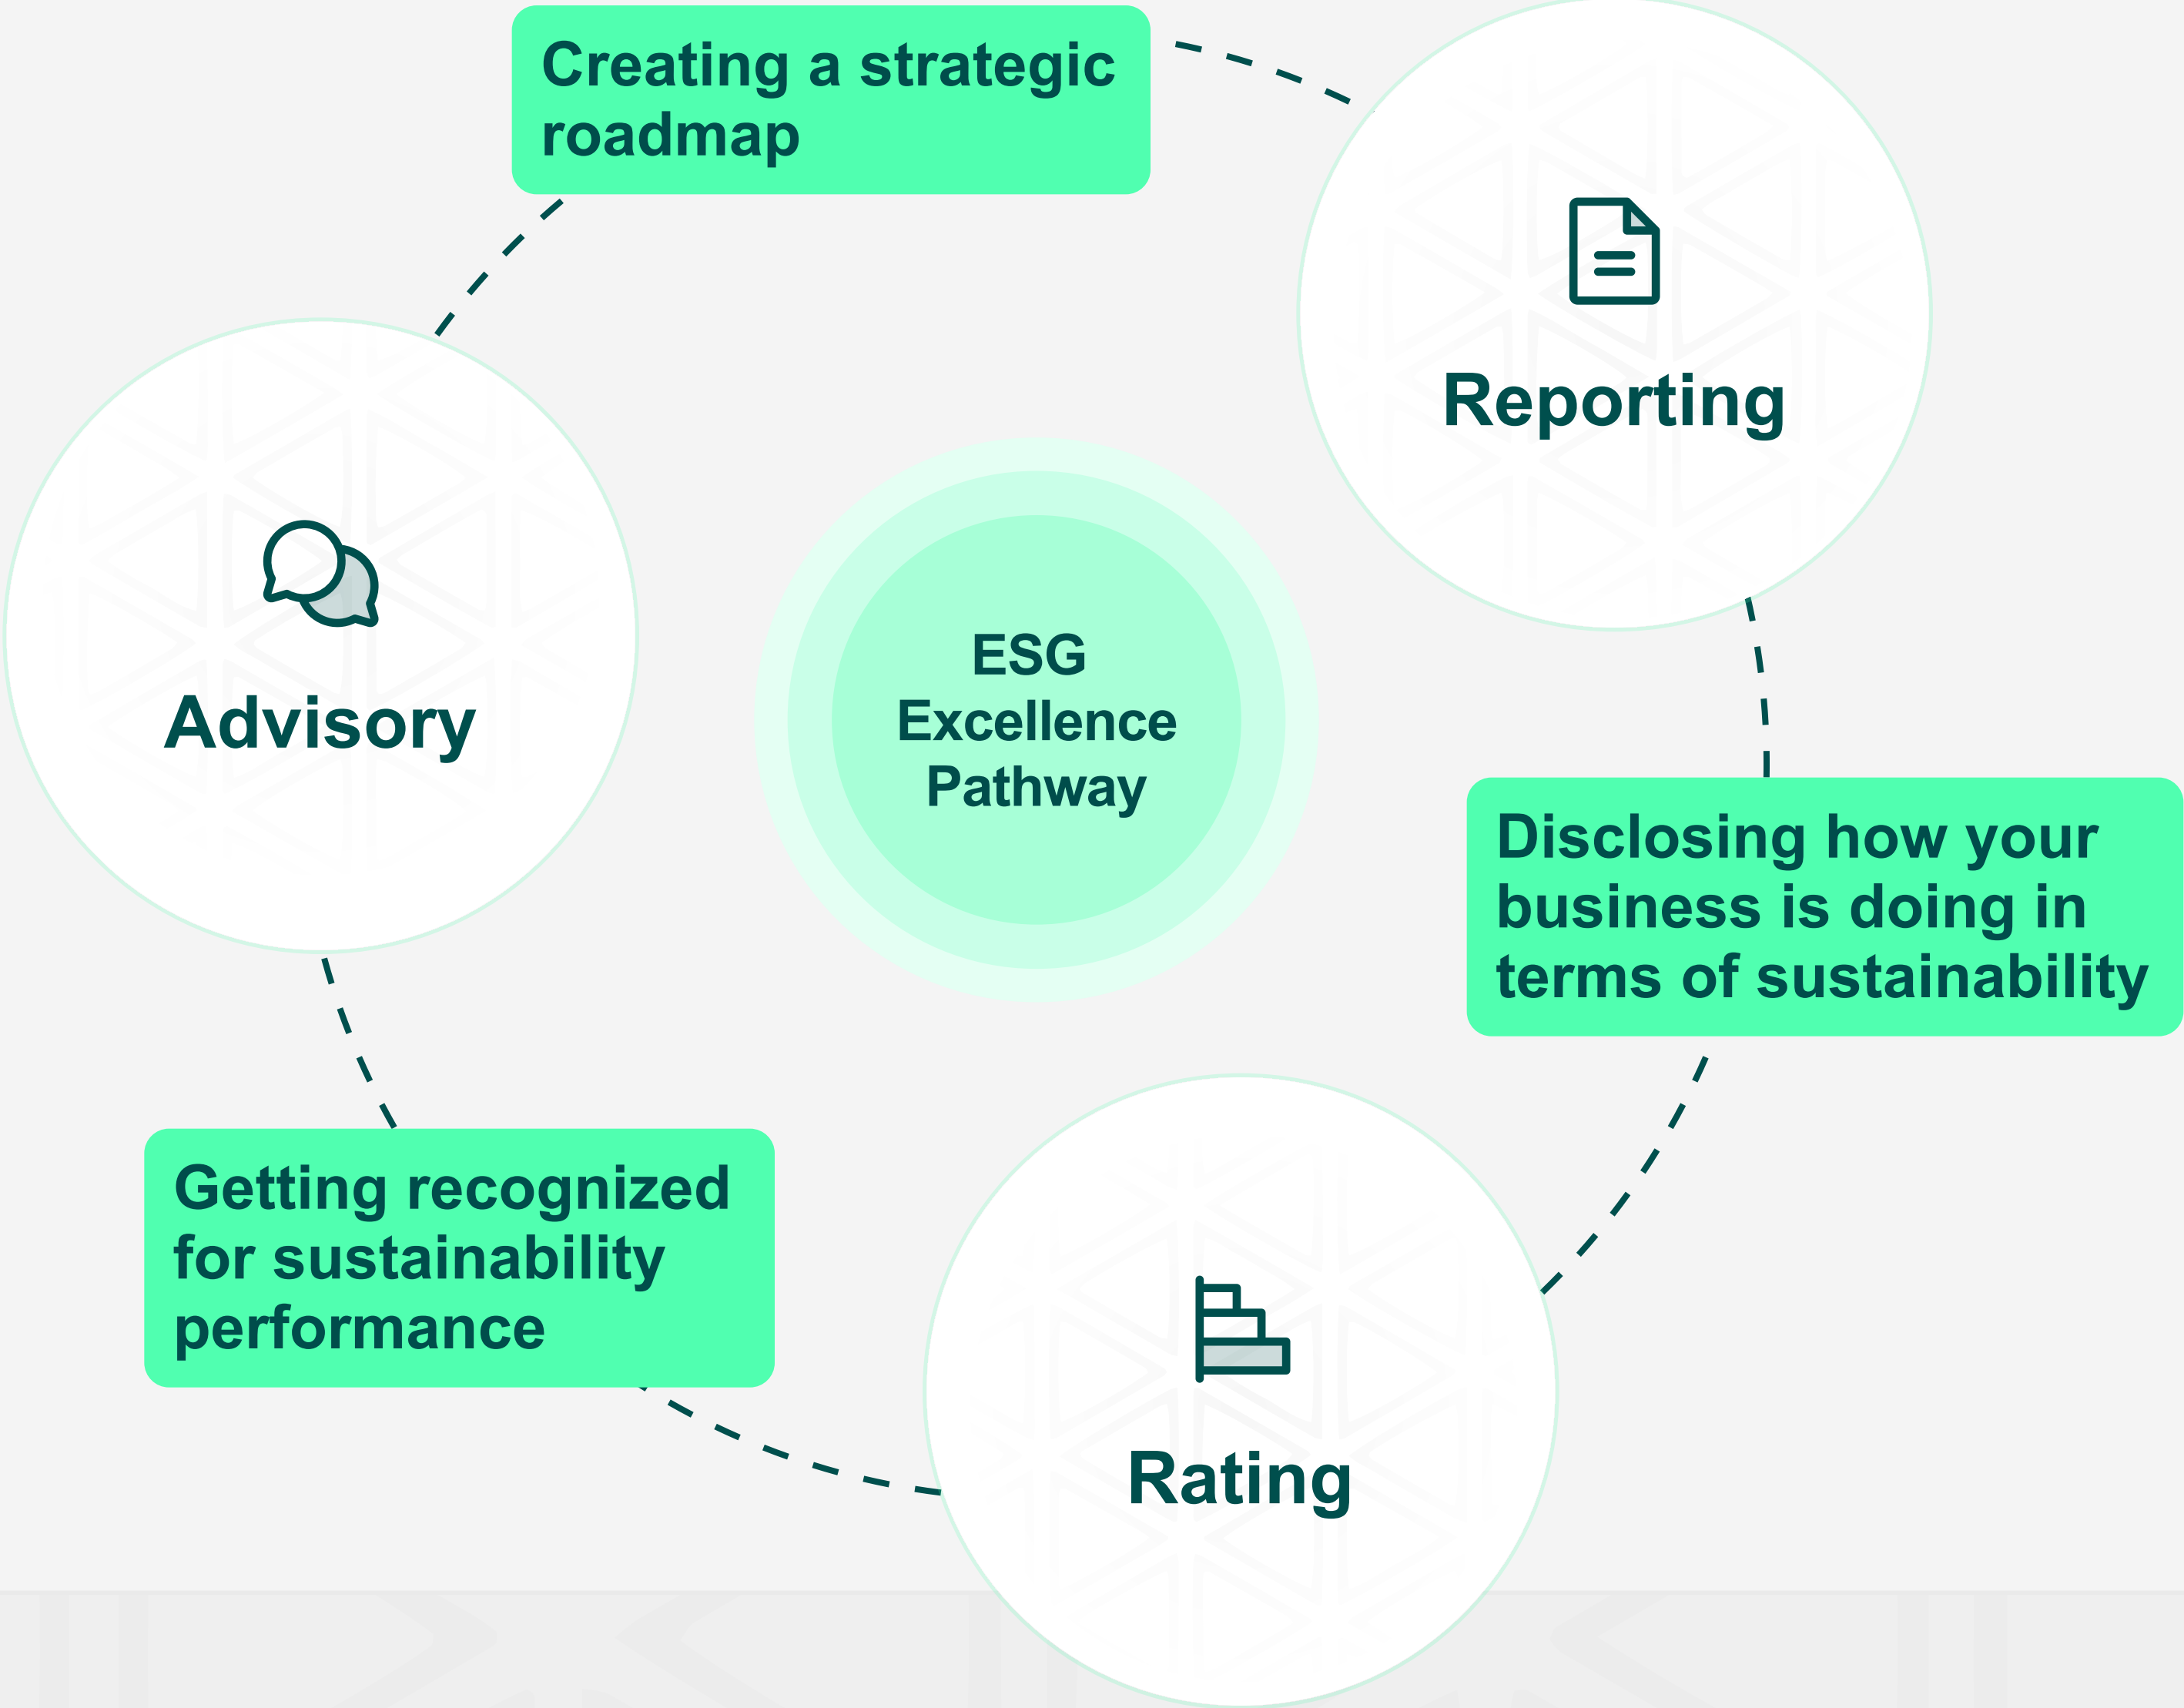 Creating a strategic
roadmap
Reporting
Advisory
ESG
Excellence
Pathway
Disclosing how your
business is doing in
terms of sustainability
Getting recognized
for sustainability
performance
Rating